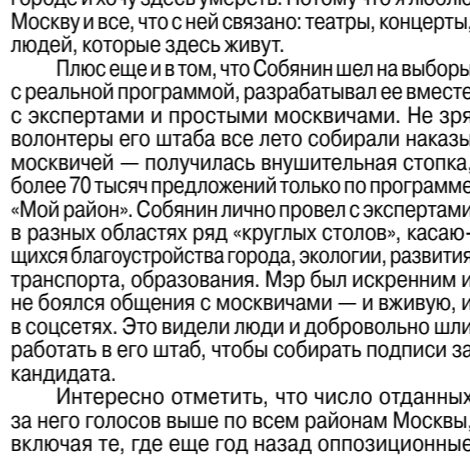 городе и хочу здесь умереть. Потому что я люблю
Москву и все, что с ней связано: театры, концерты,
людей, которые здесь живут.
Плюс еще и в том, что Собянин шел на выборы
с реальной программой, разрабатывал ее вместе
с экспертами и простыми москвичами. Не зря
волонтеры его штаба все лето собирали наказы
москвичей — получилась внушительная стопка,
более 70 тысяч предложений только по программе
«Мой район». Собянин лично провел с экспертами
в разных областях ряд «круглых столов», касаю-
щихся благоустройства города, экологии, развития
транспорта, образования. Мэр был искренним и
не боялся общения с москвичами — и вживую, и
в соцсетях. Это видели люди и добровольно шли
работать в его штаб, чтобы собирать подписи за
кандидата.
Интересно отметить, что число отданных
за него голосов выше по всем районам Москвы,
включая те, где еще год назад оппозиционные